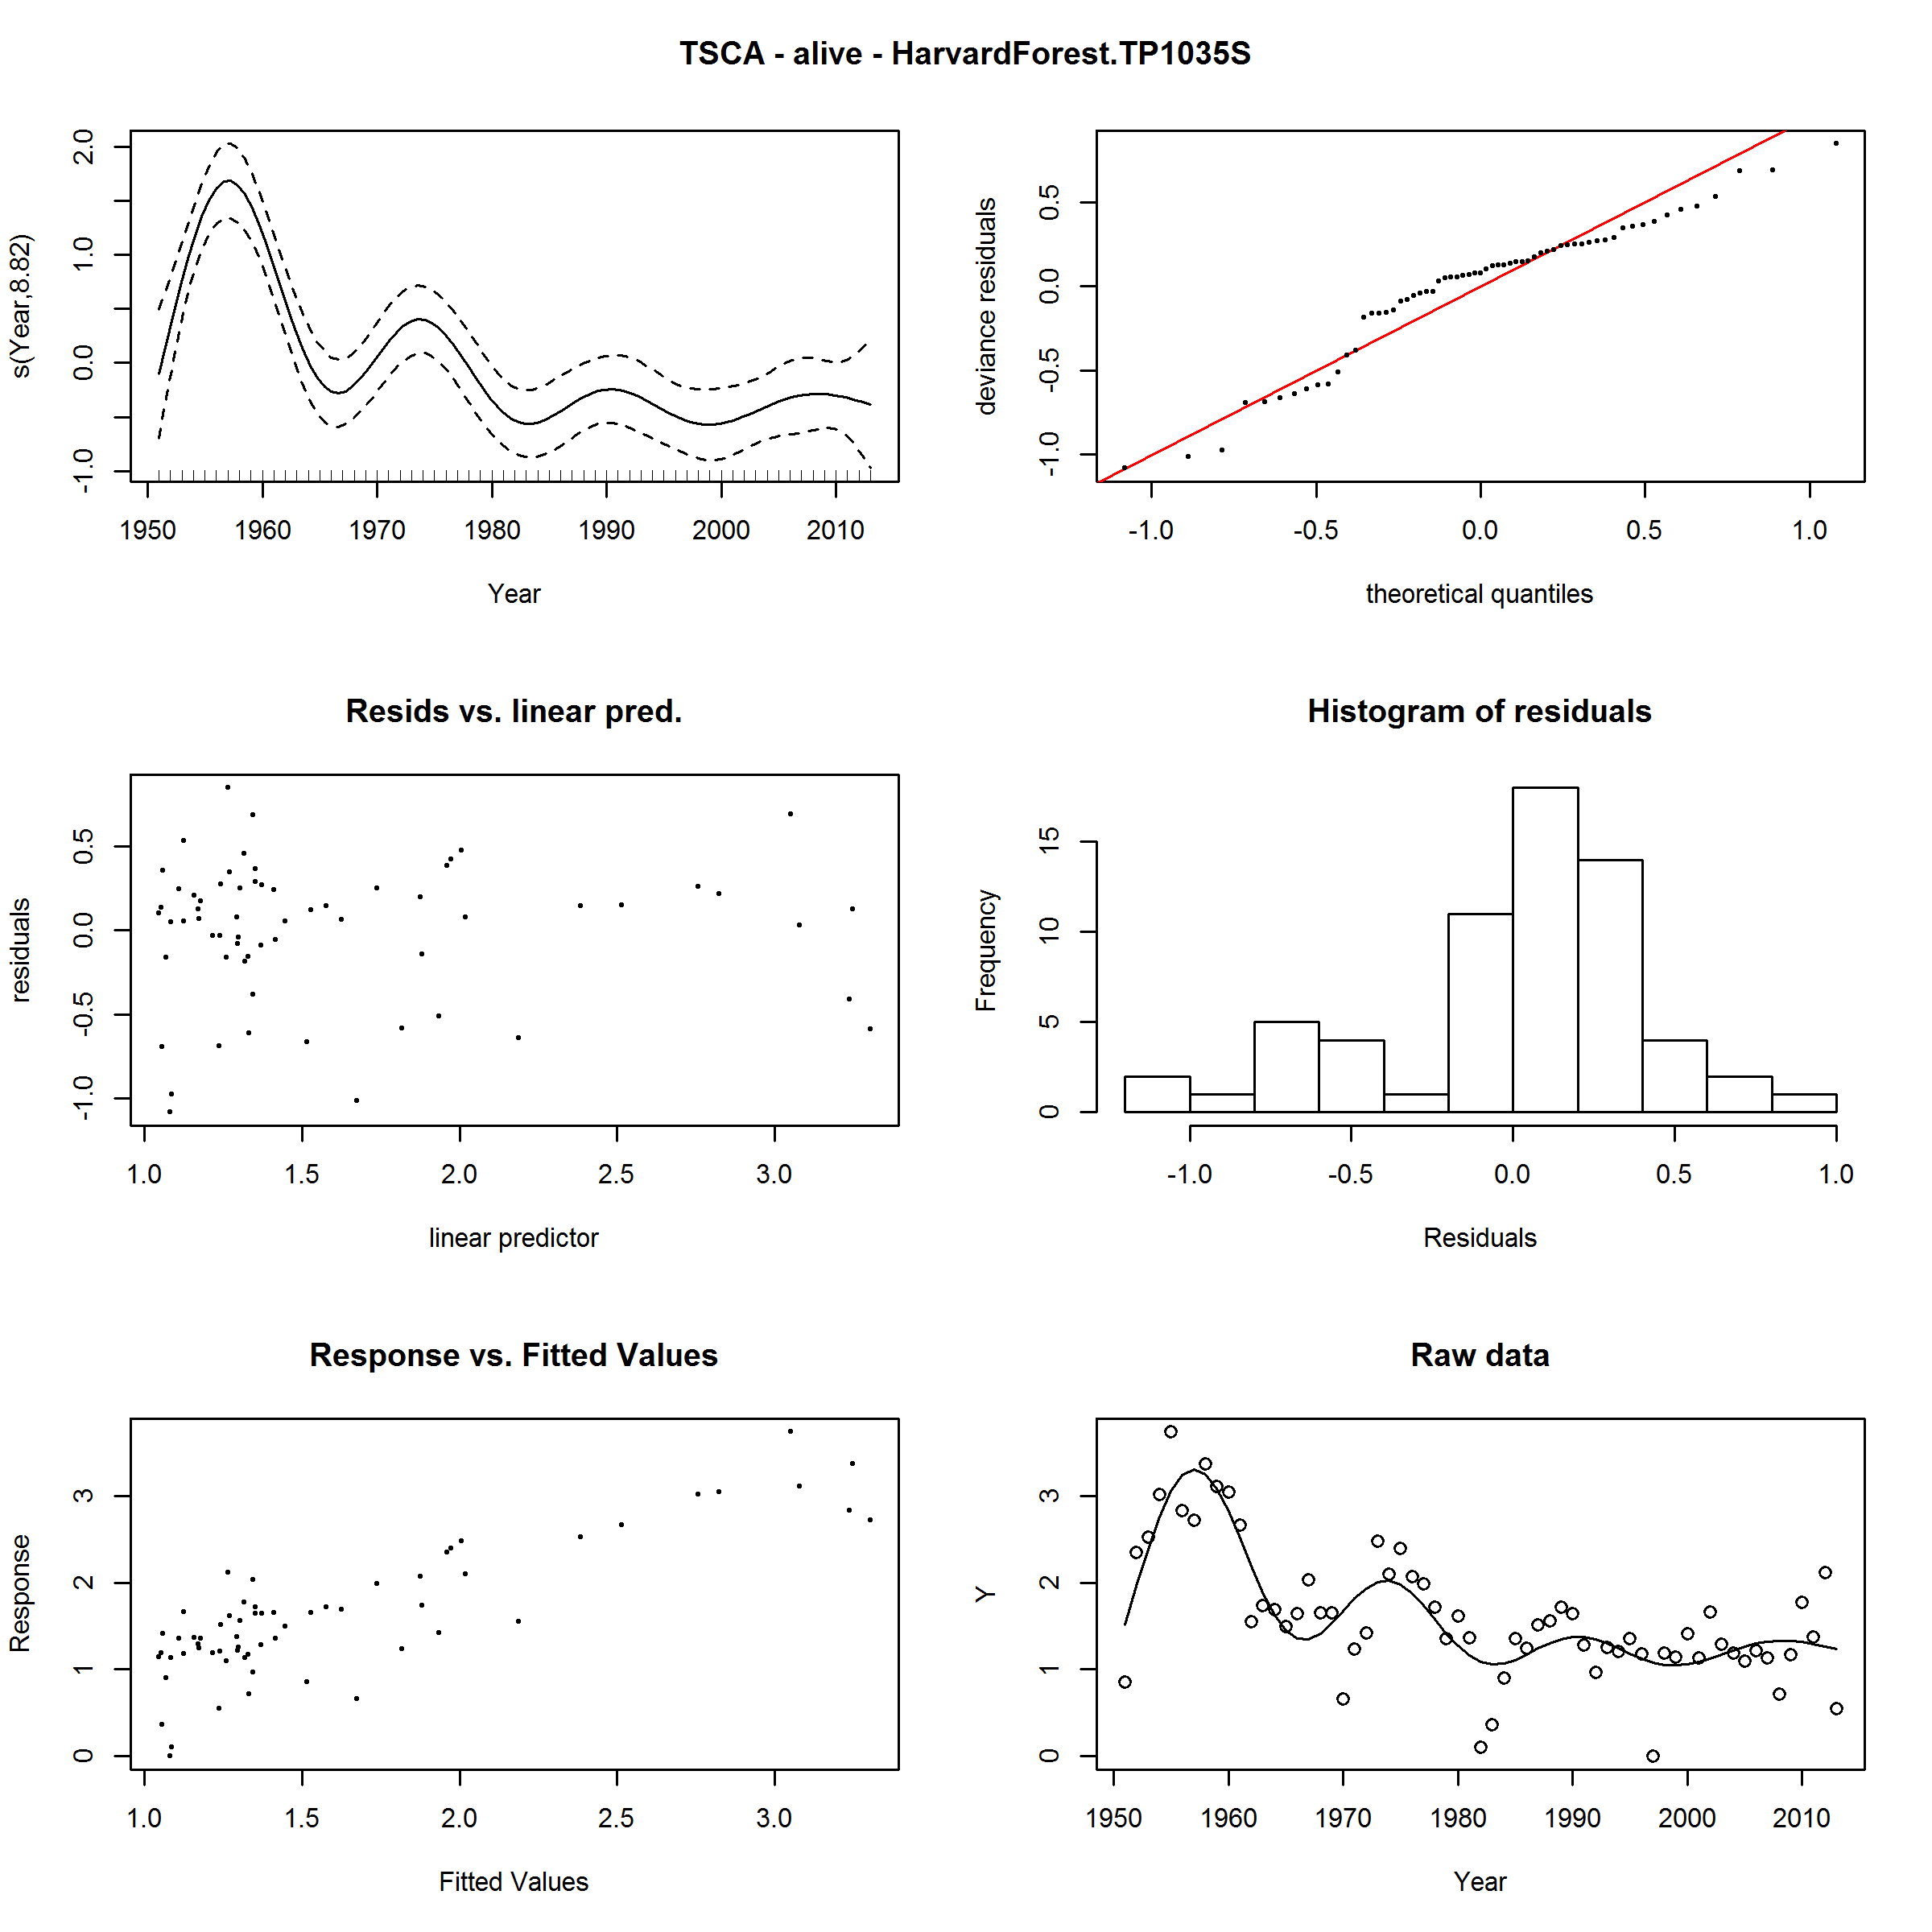 TSCA - alive - HarvardForest.TP1035S
s(Year,8.82)
2.0
1.0
0.0
-1.0
1950 1960 1970 1980 1990 2000 2010
Year
deviance residuals
0.5
0.0
-0.5
-1.0
-1.0 -0.5 0.0 0.5 1.0
theoretical quantiles
Resids vs. linear pred.
residuals
0.5
0.0
-0.5
-1.0
1.0 1.5 2.0 2.5 3.0
linear predictor
Histogram of residuals
Frequency
15
10
5
0
-1.0 -0.5 0.0 0.5 1.0
Residuals
Response vs. Fitted Values
Response
3
2
1
0
1.0 1.5 2.0 2.5 3.0
Fitted Values
Raw data
Y
3
2
1
0
1950 1960 1970 1980 1990 2000 2010
Year